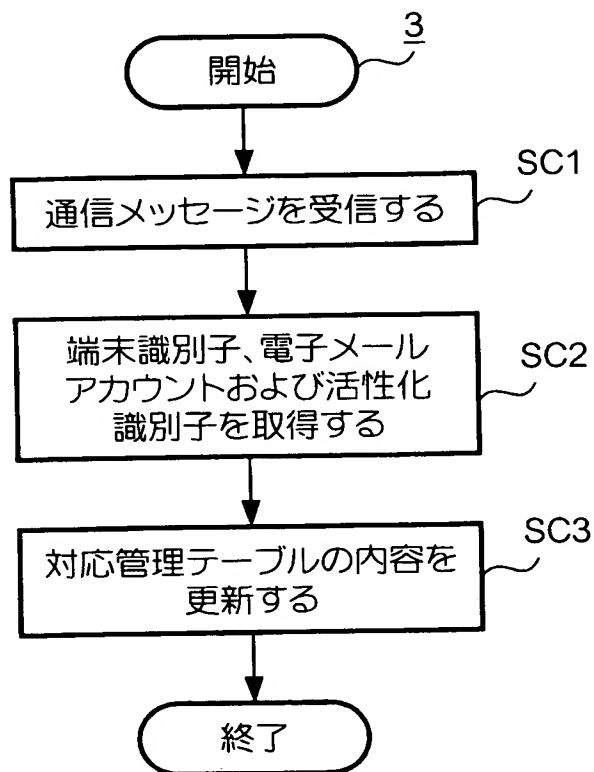 3
開始
SC1
通信メッセージを受信する
SC2
端末識別子、電子メール
アカウントおよび活性化
識別子を取得する
SC3
対応管理テーブルの内容を
更新する
終了